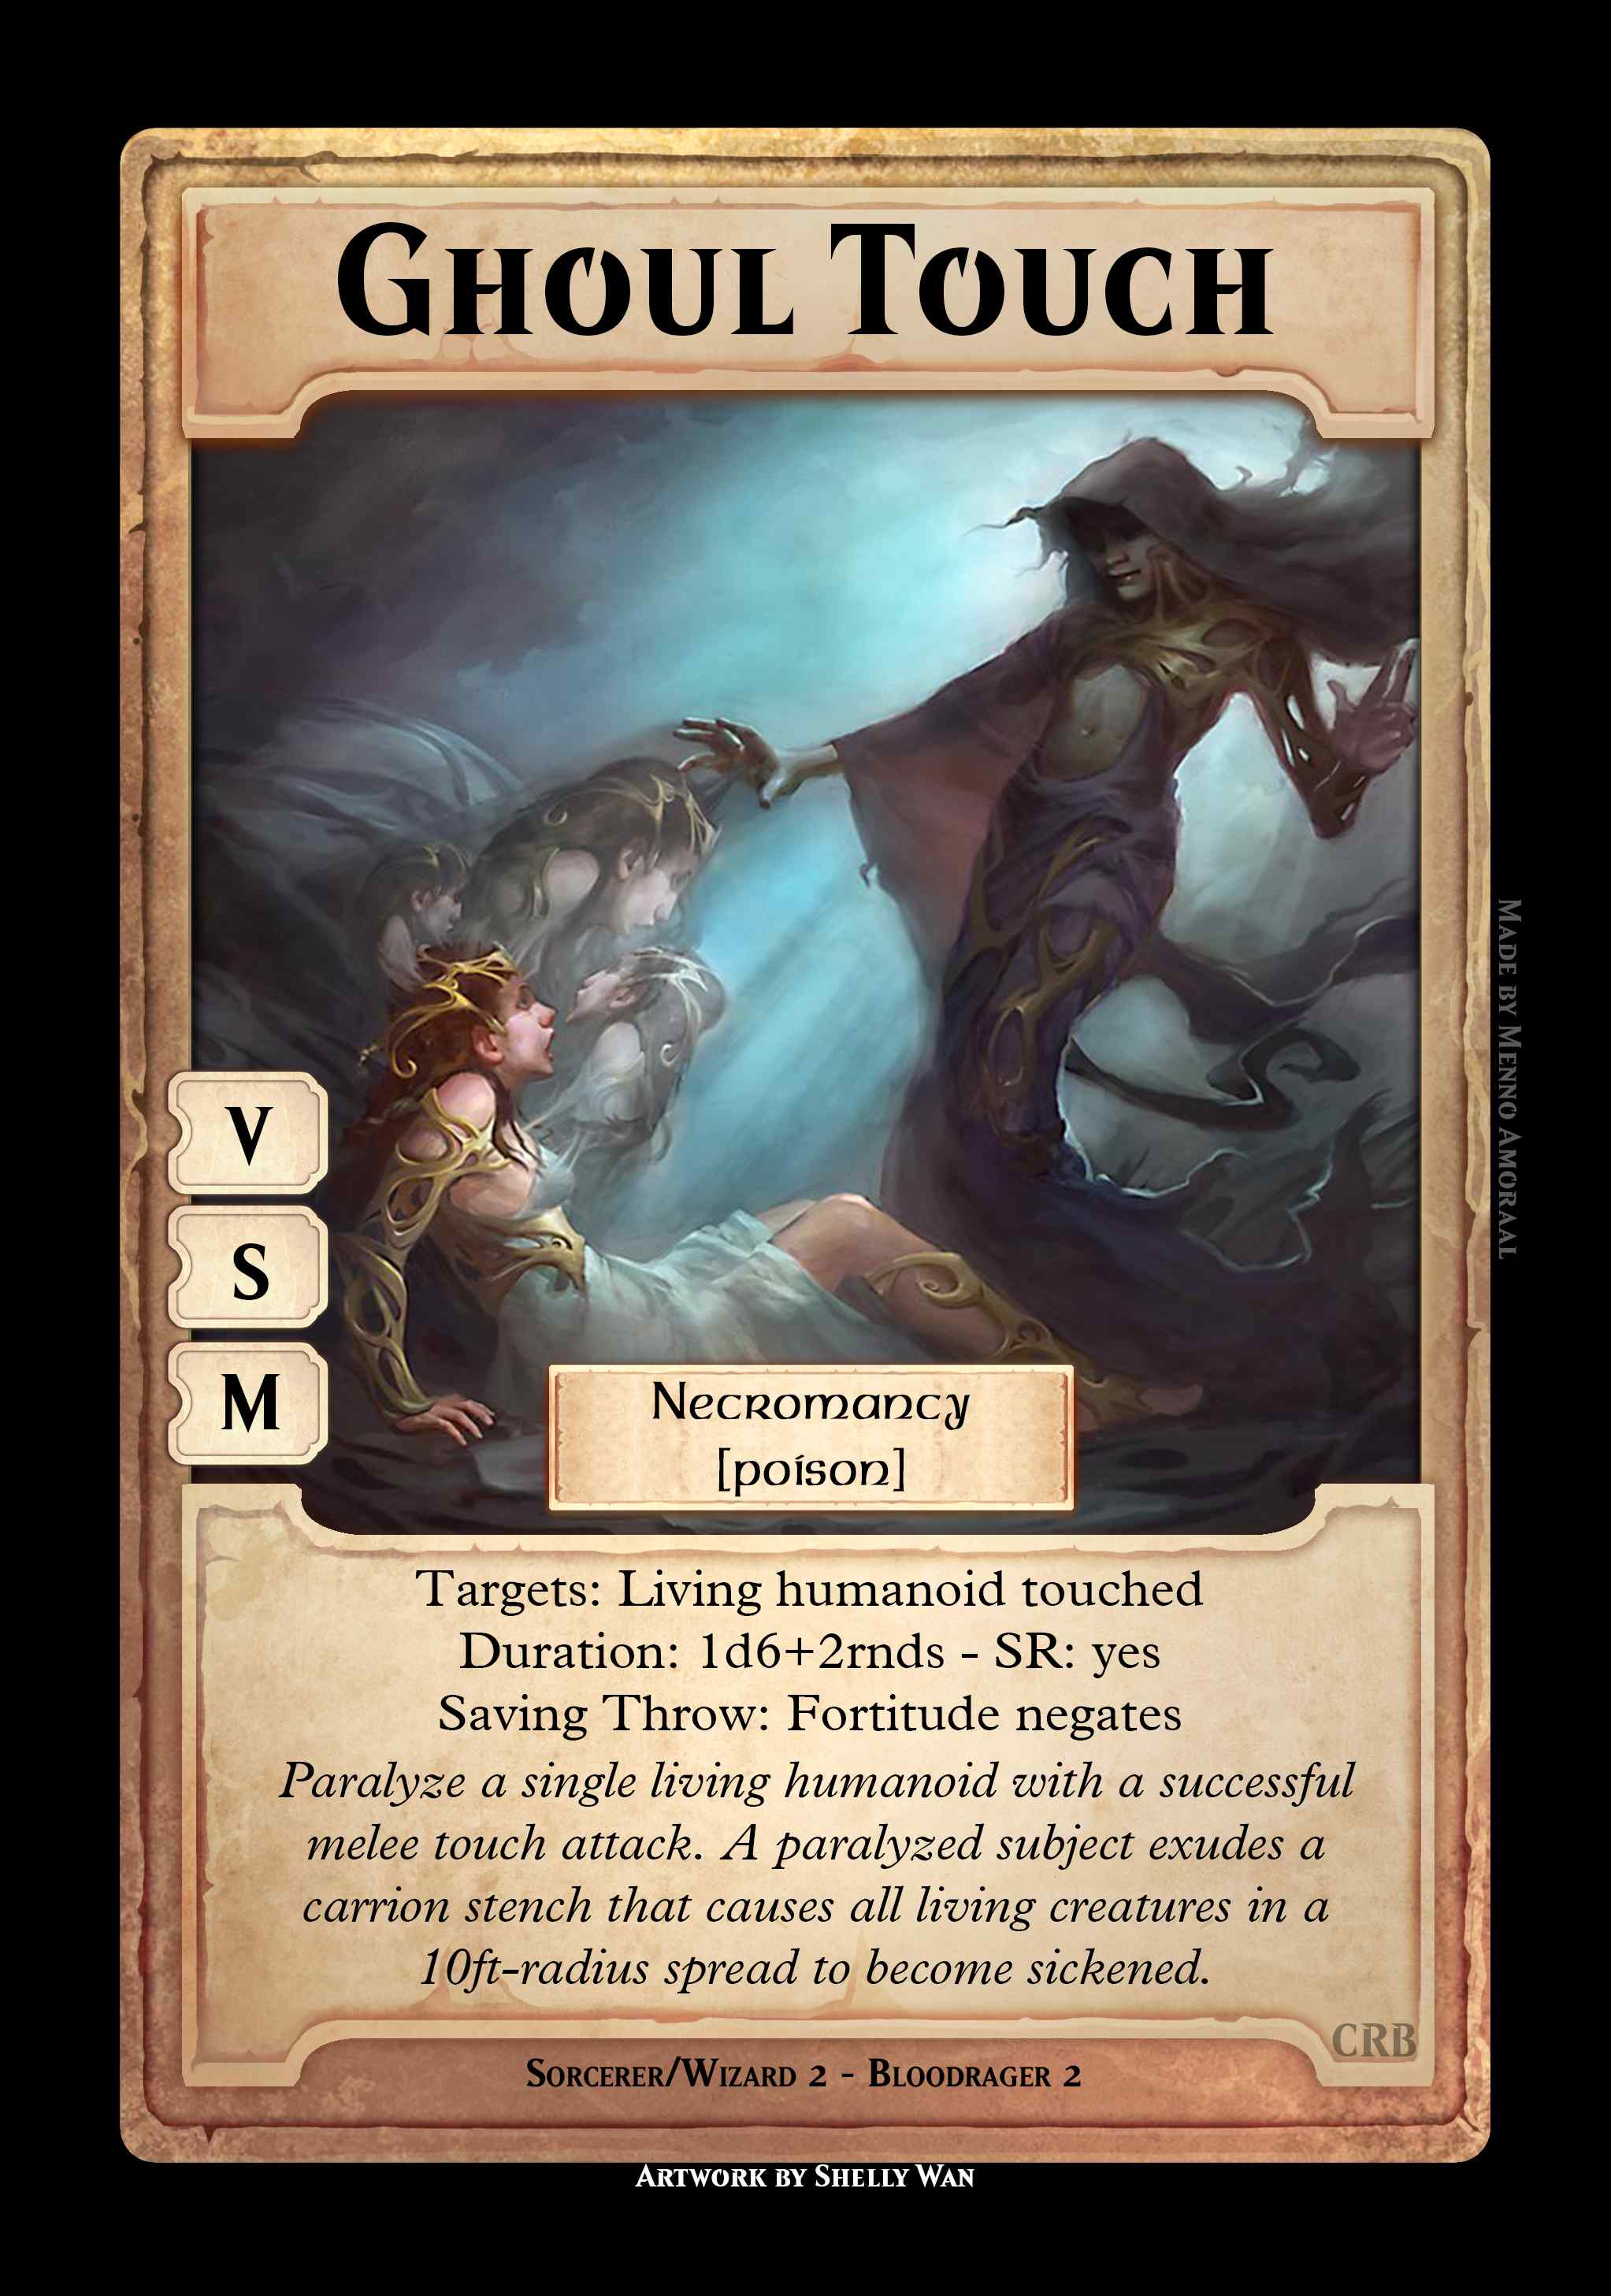 Ghoul Touch
V
S
M
Necromancy
[poison]
Targets: Living humanoid touched
Duration: 1d6+2rnds - SR: yes
Saving Throw: Fortitude negates
Paralyze a single living humanoid with a successful
melee touch attack. A paralyzed subject exudes a
carrion stench that causes all living creatures in a
10ft-radius spread to become sickened.
CRB
Sorcerer/Wizard 2 - Bloodrager 2
Artwork by Shelly Wan
Made by Menno Amoraal